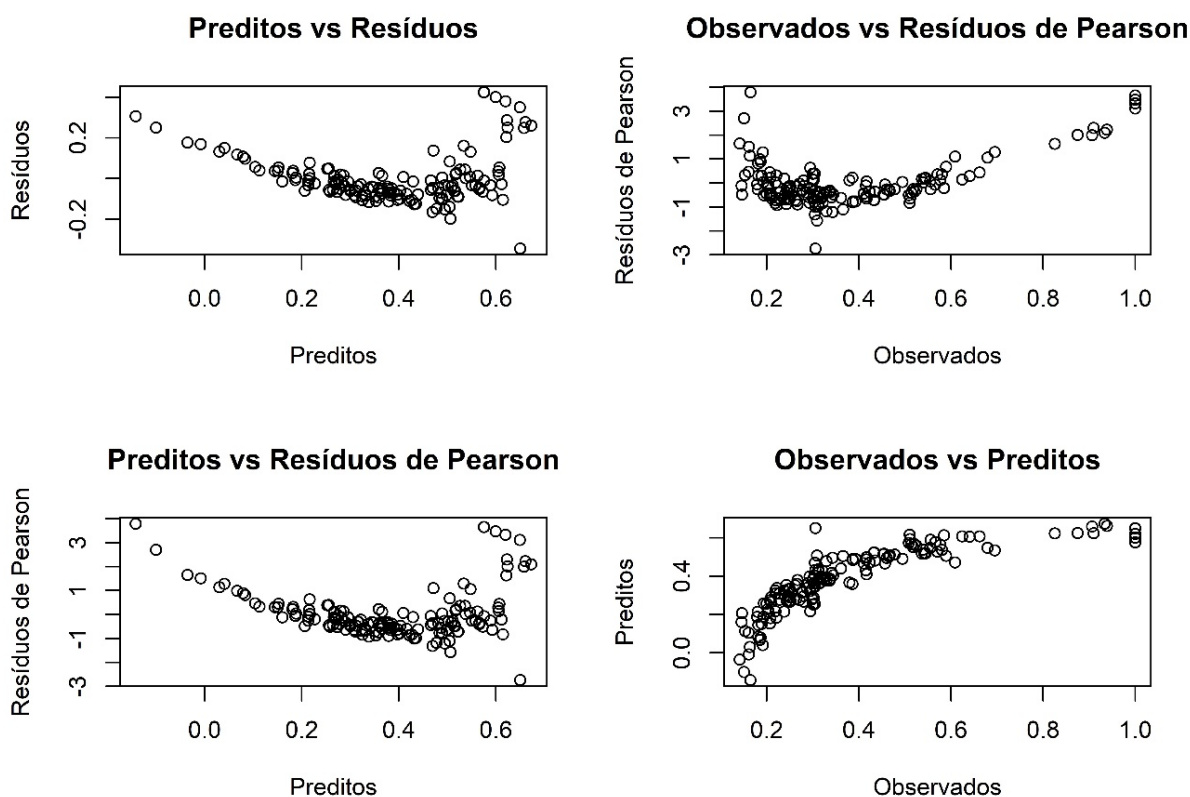 Preditos vs Resíduos
Resíduos
0.2
-0.2
0.0 0.2 0.4 0.6
Preditos
Observados vs Resíduos de Pearson
Resíduos de Pearson
3
1
-1
-3
0.2 0.4 0.6 0.8 1.0
Observados
Preditos vs Resíduos de Pearson
Resíduos de Pearson
3
1
-1
-3
0.0 0.2 0.4 0.6
Preditos
Observados vs Preditos
Preditos
0.4
0.0
0.2 0.4 0.6 0.8 1.0
Observados